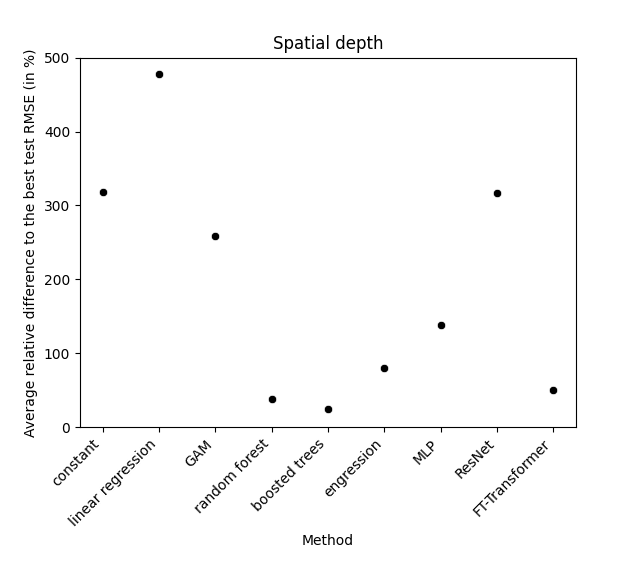 Spatial depth
Average relative difference to the best test RMSE (in %)
500
400
300
200
100
0
constant
linear regression
GAM
random forest
boosted trees
engression
MLP
ResNet
FT-Transformer
Method